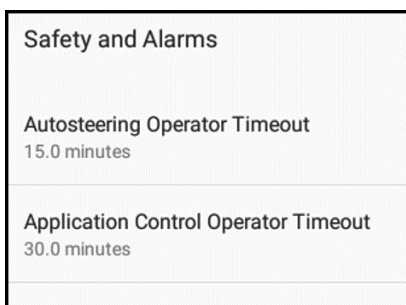 Safety and Alarms
Autosteering Operator Timeout
15.0 minutes
Application Control Operator Timeout
30.0 minutes